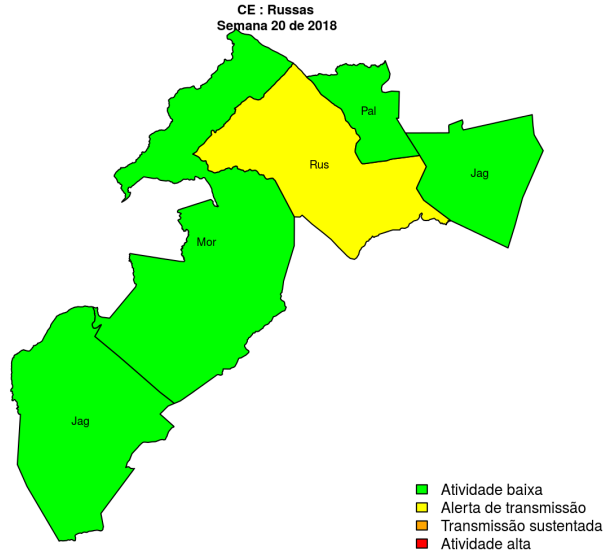 CE : Russas
Semana 20 de 2018
Pal
Rus
Jag
Mor
Jag
Atividade baixa
Alerta de transmissão
Transmissão sustentada
Atividade alta